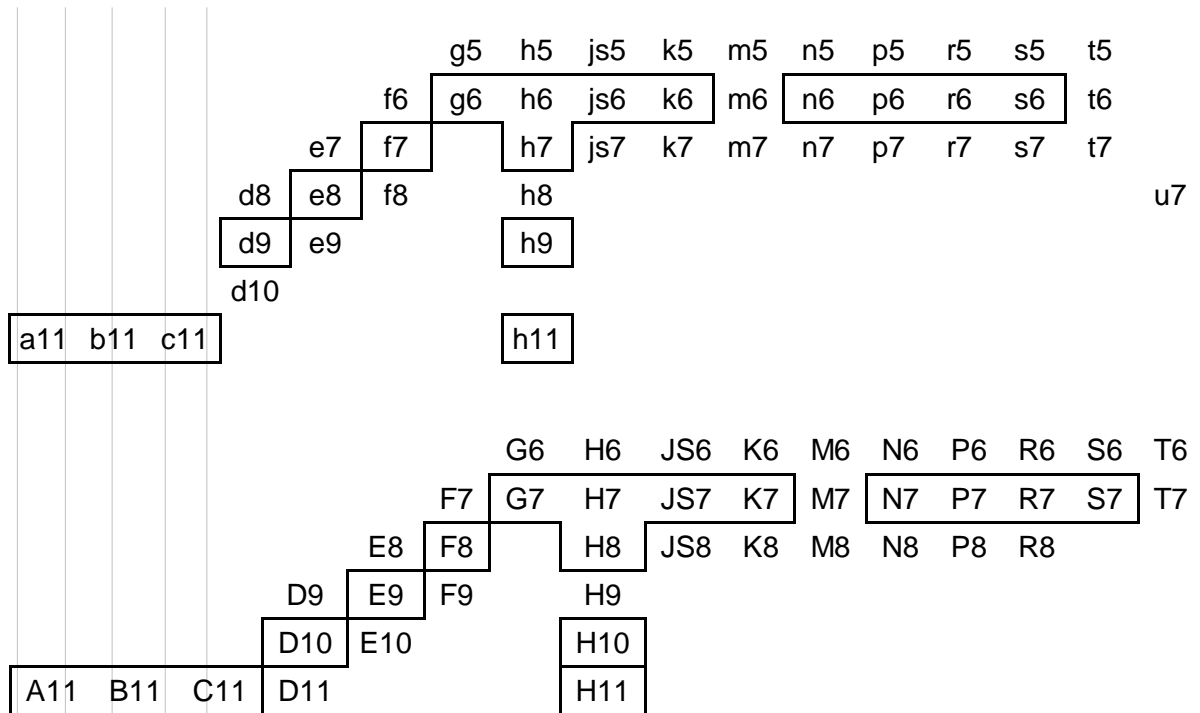 g5 h5 js5 k5 m5 n5 p5 r5 s5 t5
f6 g6 h6 js6 k6 m6 n6 p6 r6 s6 t6
e7 f7 h7 js7 k7 m7 n7 p7 r7 s7 t7
d8 e8 f8 h8 u7
d9 e9 h9
d10
a11 b11 c11 h11
G6 H6 JS6 K6 M6 N6 P6 R6 S6 T6
F7 G7 H7 JS7 K7 M7 N7 P7 R7 S7 T7
E8 F8 H8 JS8 K8 M8 N8 P8 R8
D9 E9 F9 H9
D10 E10 H10
A11 B11 C11 D11 H11